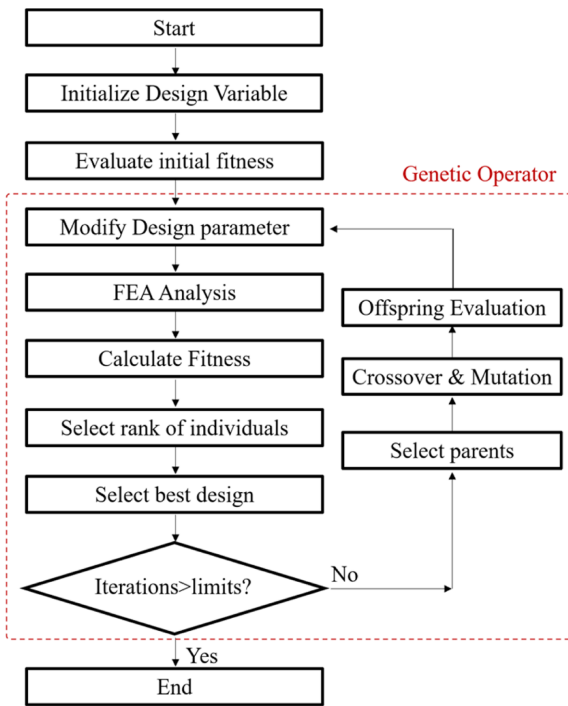 Start
Initialize Design Variable
Evaluate initial fitness
Genetic Operator
Modify Design parameter
FEA Analysis
Offspring Evaluation
Calculate Fitness
Crossover & Mutation
Select rank of individuals
Select parents
Select best design
Iterations>limits?
No
Yes
End